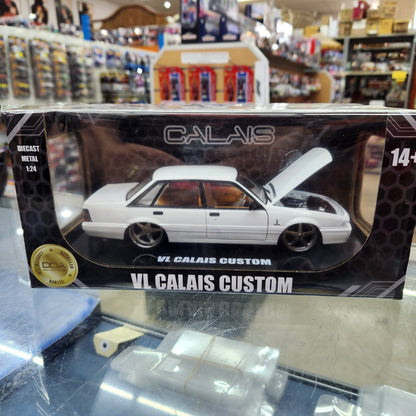 CALAIS
DIECAST
METAL
1:24
14+
VL CALAIS CUSTOM
VL CALAIS CUSTOM